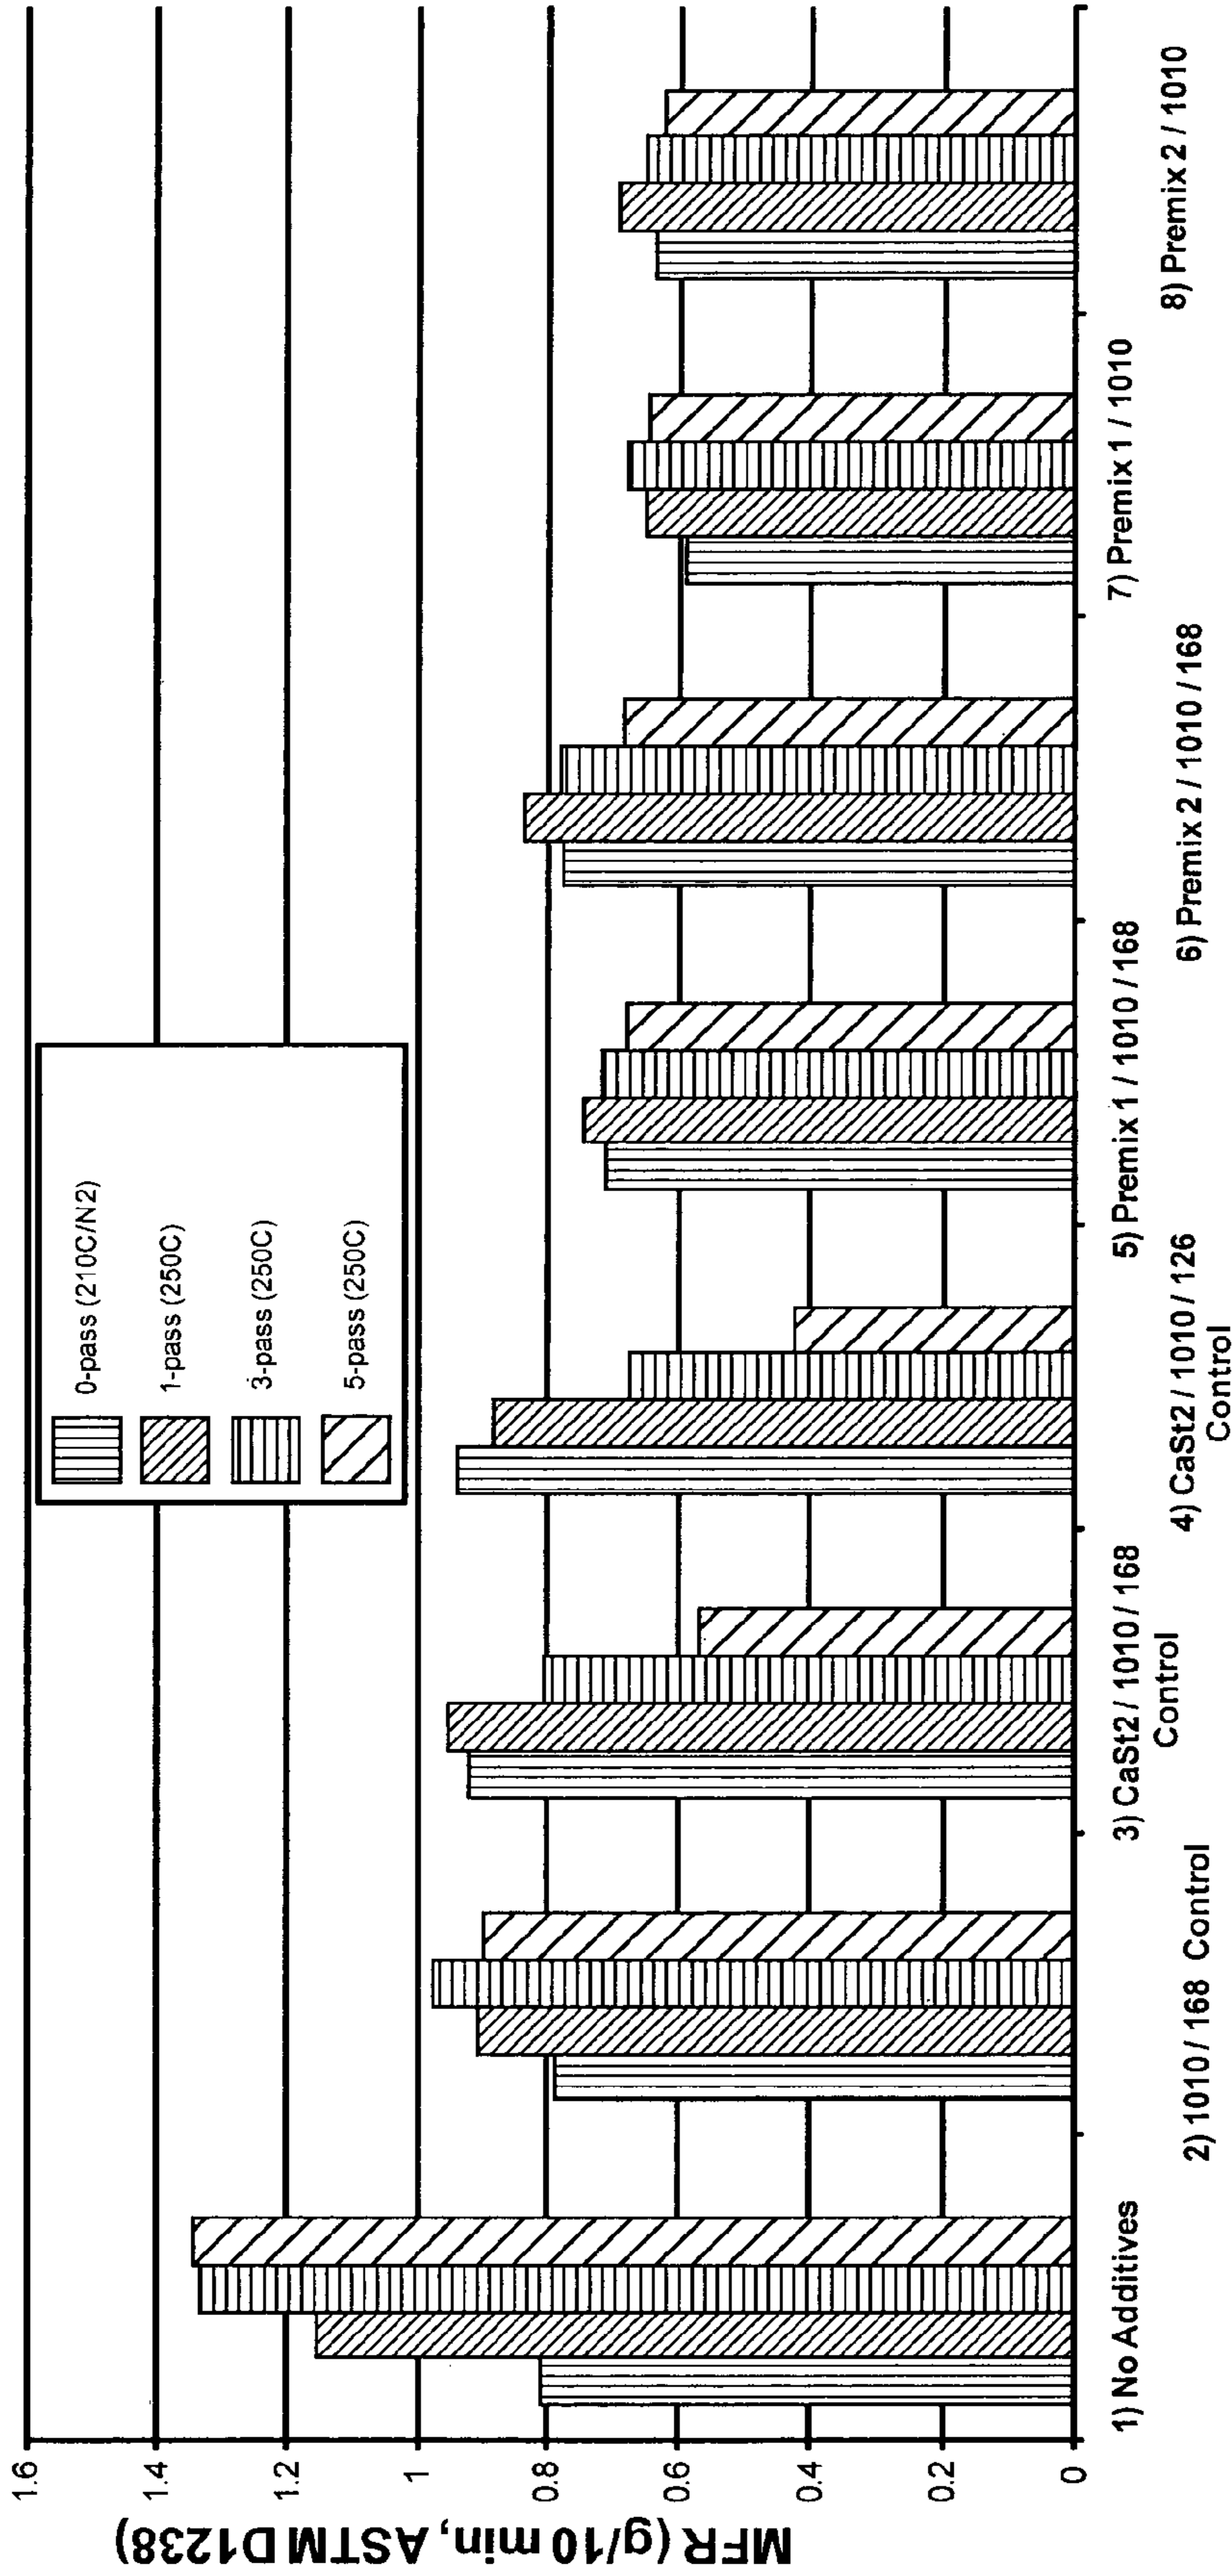 MFR (g/10 min, ASTM D1238)
1.6
1.4
1.2
1
0.8
0.6
0.4
0.2
0
0-pass (210C/N2)
1-pass (250C)
3-pass (250C)
5-pass (250C)
1) No Additives
2) 1010 / 168 Control
3) CaSt2 / 1010 / 168
Control
4) CaSt2 / 1010 / 126
Control
5) Premix 1 / 1010 / 168
6) Premix 2 / 1010 / 168
7) Premix 1 / 1010
8) Premix 2 / 1010